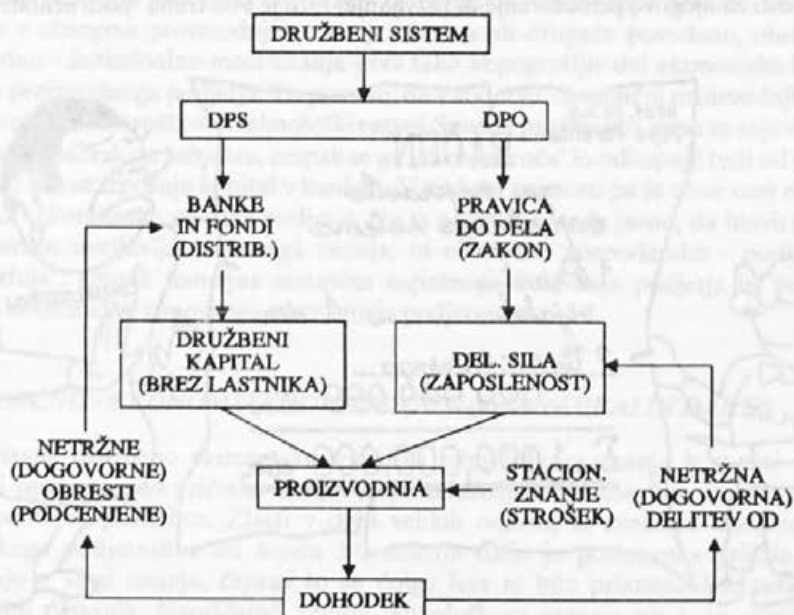 DRUŽBENI SISTEM
DPS
DPO
BANKE
IN FONDI
(DISTRIB.)
PRAVICA
DO DELA
(ZAKON)
DRUŽBENI
KAPITAL
(BREZ LASTNIKA)
DEL. SILA
(ZAPOSLENOST)
NETRŽNE
(DOGOVORNE)
OBRESTI
(PODCENJENE)
PROIZVODNJA
STACION.
ZNANJE
(STROŠEK)
NETRŽNA
(DOGOVORNA)
DELITEV OD
DOHODEK